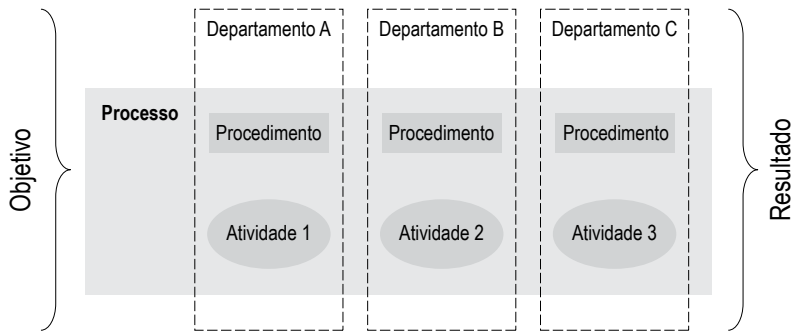 Objetivo
Departamento A
Departamento B
Departamento C
Processo
Procedimento
Procedimento
Procedimento
Atividade 1
Atividade 2
Atividade 3
Resultado